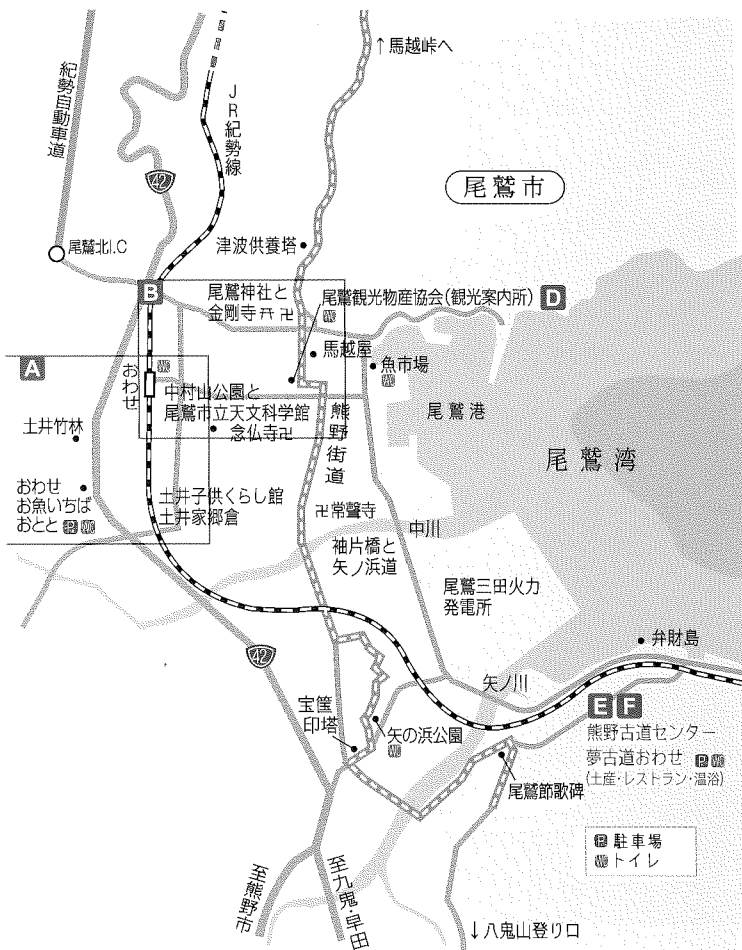 ↑馬越峠へ
紀勢自動車道
JR紀勢線
42
尾鷲市
尾鷲北I.C
津波供養塔
B
尾鷲神社と
金剛寺⛩卍
W
尾鷲観光物産協会(観光案内所)
D
馬越屋
魚市場
W
A
おわせ
W
中村山公園と
尾鷲市立天文科学館
念仏寺卍
熊野街道
尾鷲港
尾鷲湾
土井竹林
おわせ
お魚いちば
おとと P W
土井子供くらし館
土井家郷倉
卍常聲寺
中川
袖片橋と
矢ノ浜道
尾鷲三田火力
発電所
弁財島
42
矢ノ川
宝篋
印塔
矢の浜公園
W
E F
熊野古道センター
夢古道おわせ P W
(土産・レストラン・温浴)
尾鷲節歌碑
P 駐車場
W トイレ
至熊野市
至九鬼・早田
↓八鬼山登り口